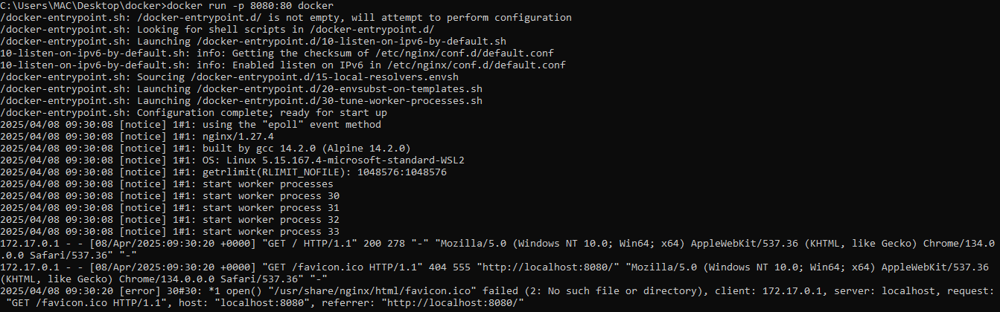 C:\Users\MAC\Desktop\docker>docker run -p 8080:80 docker
/docker-entrypoint.sh: /docker-entrypoint.d/ is not empty, will attempt to perform configuration
/docker-entrypoint.sh: Looking for shell scripts in /docker-entrypoint.d/
/docker-entrypoint.sh: Launching /docker-entrypoint.d/10-listen-on-ipv6-by-default.sh
10-listen-on-ipv6-by-default.sh: info: Getting the checksum of /etc/nginx/conf.d/default.conf
10-listen-on-ipv6-by-default.sh: info: Enabled listen on IPv6 in /etc/nginx/conf.d/default.conf
/docker-entrypoint.sh: Sourcing /docker-entrypoint.d/15-local-resolvers.envsh
/docker-entrypoint.sh: Launching /docker-entrypoint.d/20-envsubst-on-templates.sh
/docker-entrypoint.sh: Launching /docker-entrypoint.d/30-tune-worker-processes.sh
/docker-entrypoint.sh: Configuration complete; ready for start up
2025/04/08 09:30:08 [notice] 1#1: using the "epoll" event method
2025/04/08 09:30:08 [notice] 1#1: nginx/1.27.4
2025/04/08 09:30:08 [notice] 1#1: built by gcc 14.2.0 (Alpine 14.2.0)
2025/04/08 09:30:08 [notice] 1#1: OS: Linux 5.15.167.4-microsoft-standard-WSL2
2025/04/08 09:30:08 [notice] 1#1: getrlimit(RLIMIT_NOFILE): 1048576:1048576
2025/04/08 09:30:08 [notice] 1#1: start worker processes
2025/04/08 09:30:08 [notice] 1#1: start worker process 30
2025/04/08 09:30:08 [notice] 1#1: start worker process 31
2025/04/08 09:30:08 [notice] 1#1: start worker process 32
2025/04/08 09:30:08 [notice] 1#1: start worker process 33
172.17.0.1 - - [08/Apr/2025:09:30:20 +0000] "GET / HTTP/1.1" 200 278 "-" "Mozilla/5.0 (Windows NT 10.0; Win64; x64) AppleWebKit/537.36 (KHTML, like Gecko) Chrome/134.0
.0.0 Safari/537.36" "-"
172.17.0.1 - - [08/Apr/2025:09:30:20 +0000] "GET /favicon.ico HTTP/1.1" 404 555 "http://localhost:8080/" "Mozilla/5.0 (Windows NT 10.0; Win64; x64) AppleWebKit/537.36
(KHTML, like Gecko) Chrome/134.0.0.0 Safari/537.36" "-"
2025/04/08 09:30:20 [error] 30#30: *1 open() "/usr/share/nginx/html/favicon.ico" failed (2: No such file or directory), client: 172.17.0.1, server: localhost, request:
"GET /favicon.ico HTTP/1.1", host: "localhost:8080", referrer: "http://localhost:8080/"